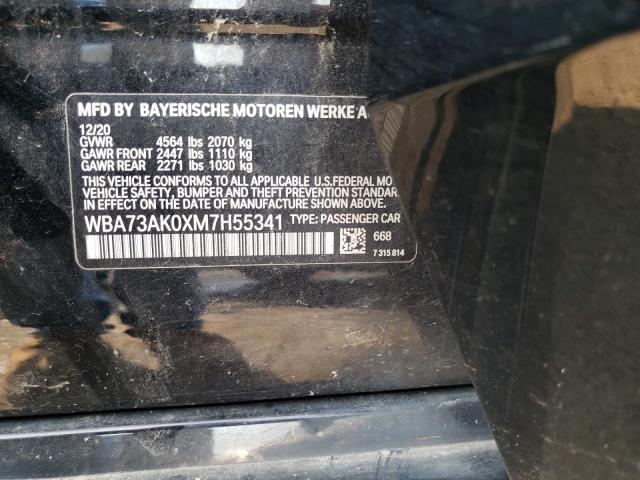 MFD BY BAYERISCHE MOTOREN WERKE A
12/20
GVWR 4564 lbs 2070 kg
GAWR FRONT 2447 lbs 1110 kg
GAWR REAR 2271 lbs 1030 kg
THIS VEHICLE CONFORMS TO ALL APPLICABLE U.S.FEDERAL MO
VEHICLE SAFETY, BUMPER AND THEFT PREVENTION STANDAR
IN EFFECT ON THE DATE OF MANUFACTURE SHOWN ABOVE.
WBA73AK0XM7H55341 TYPE: PASSENGER CAR
668
7315814